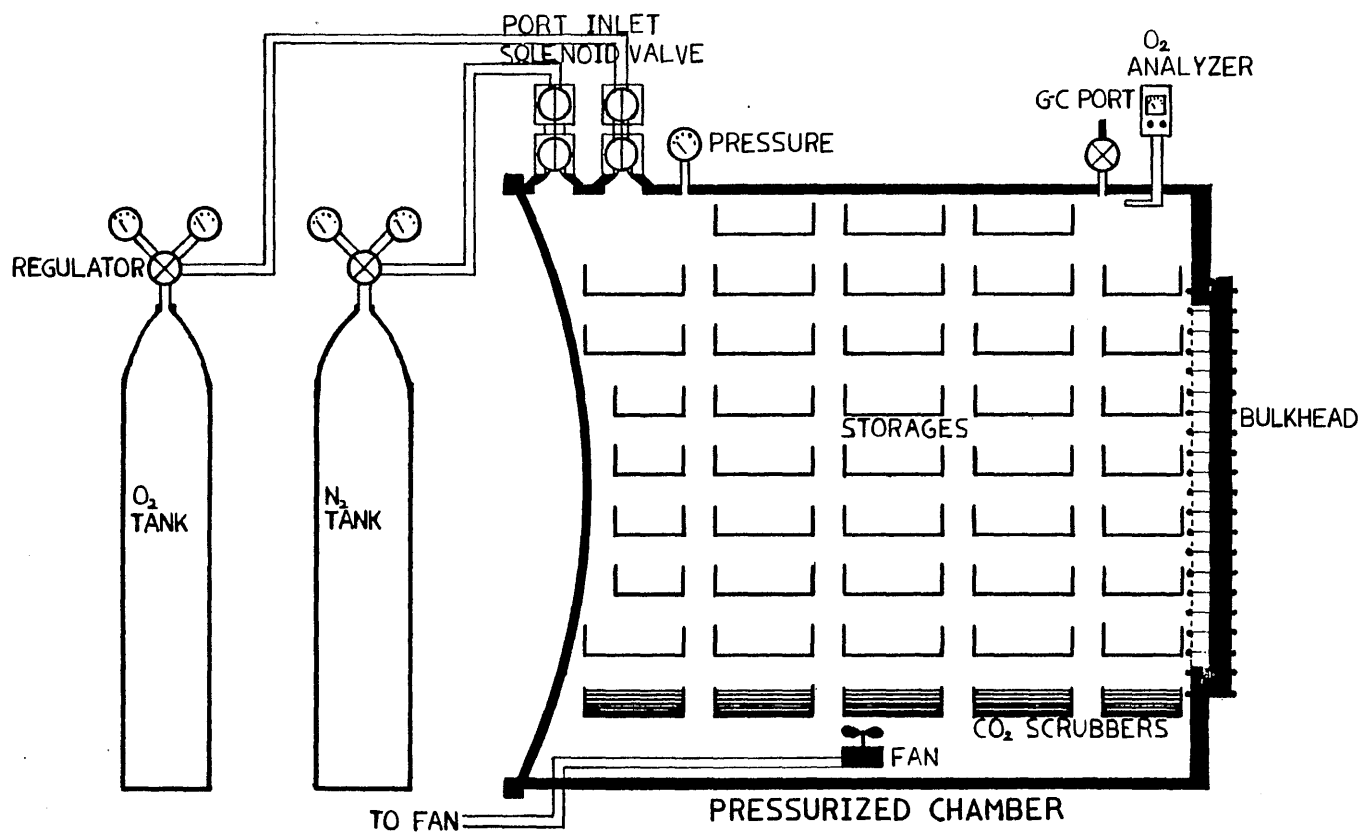 PORT INLET
SOLENOID VALVE
O₂
ANALYZER
G-C PORT
PRESSURE
REGULATOR
STORAGES
BULKHEAD
O₂
TANK
N₂
TANK
CO₂ SCRUBBERS
FAN
TO FAN
PRESSURIZED CHAMBER